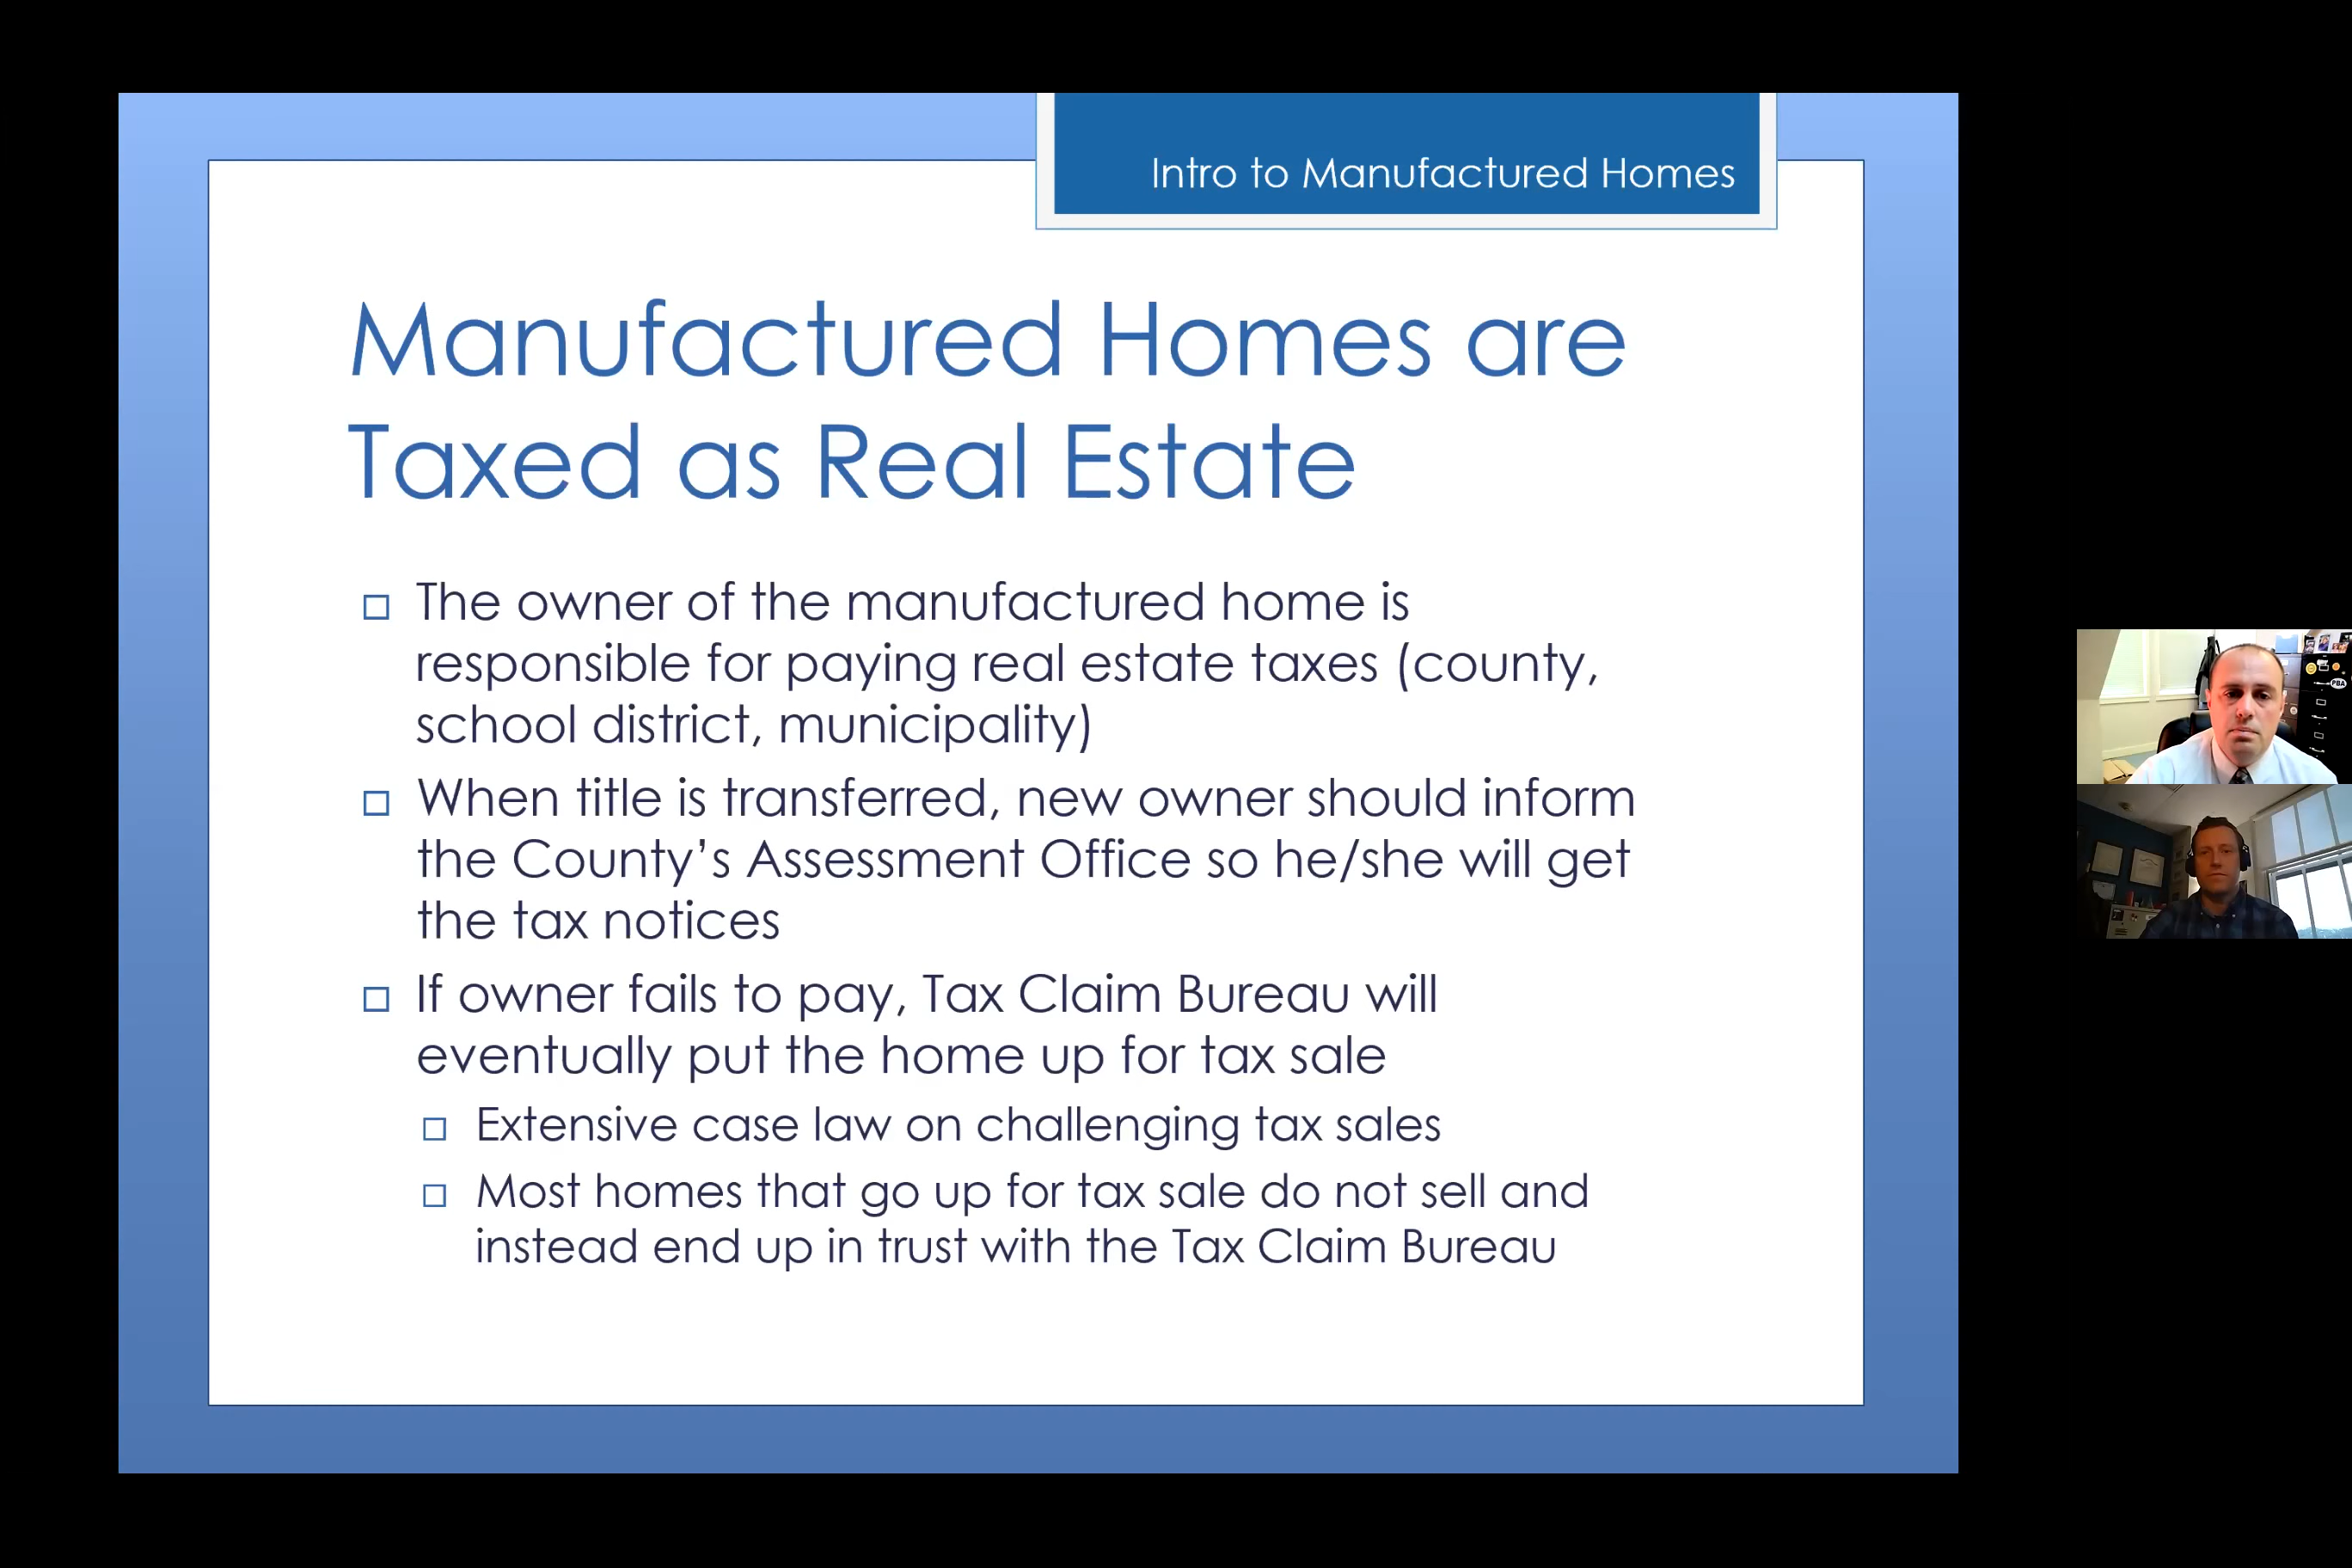 Intro to Manufactured Homes
Manufactured Homes are
Taxed as Real Estate
The owner of the manufactured home is
responsible for paying real estate taxes (county,
school district, municipality)
When title is transferred, new owner should inform
the County’s Assessment Office so he/she will get
the tax notices
If owner fails to pay, Tax Claim Bureau will
eventually put the home up for tax sale
Extensive case law on challenging tax sales
Most homes that go up for tax sale do not sell and
instead end up in trust with the Tax Claim Bureau
PBA